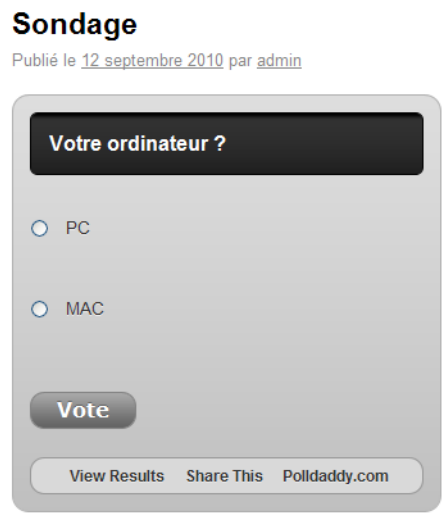 Sondage
Publié le 12 septembre 2010 par admin
Votre ordinateur ?
PC
MAC
Vote
View Results Share This Polldaddy.com